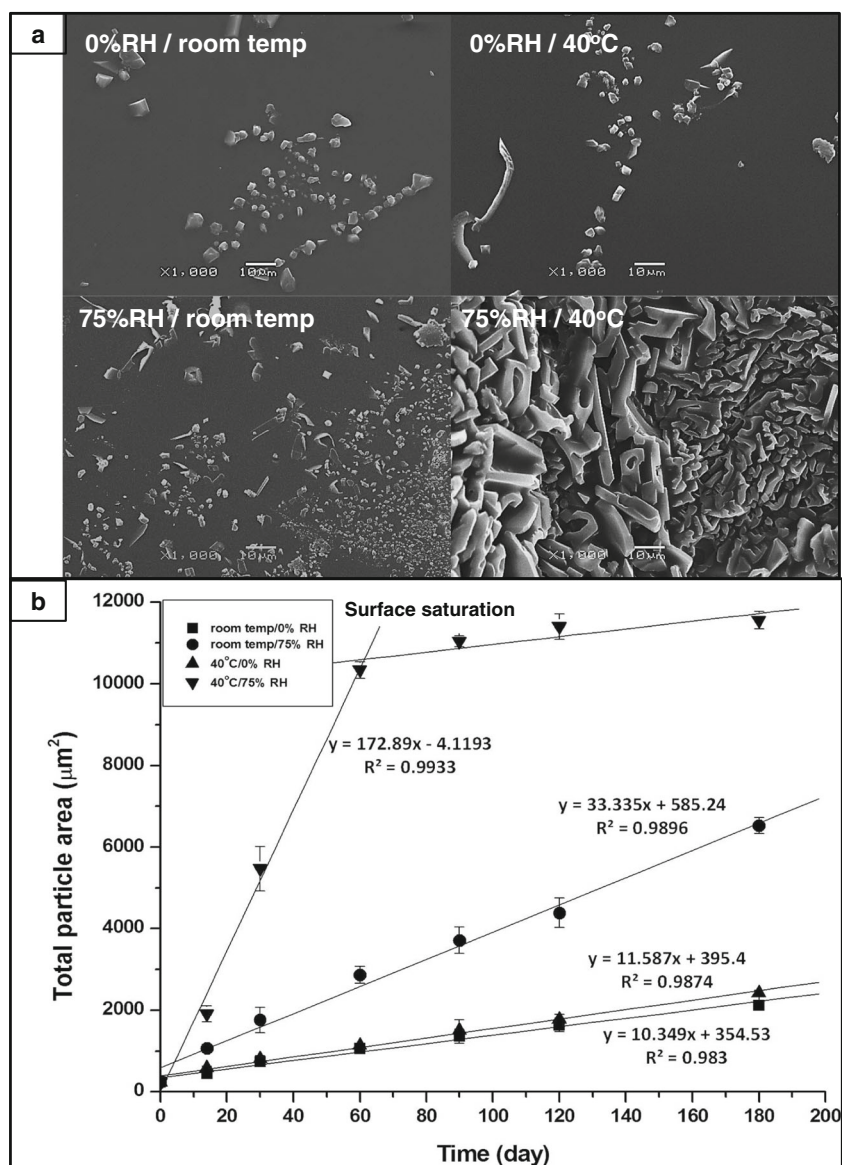 a
0%RH / room temp
0%RH / 40°C
X1,000 10µm
X1,000 10µm
75%RH / room temp
75%RH / 40°C
X1,000 10µm
X1,000 10µm
b
Surface saturation
room temp/0% RH
room temp/75% RH
40°C/0% RH
40°C/75% RH
12000
10000
8000
6000
4000
2000
0
Total particle area (µm²)
y = 172.89x - 4.1193
R² = 0.9933
y = 33.335x + 585.24
R² = 0.9896
y = 11.587x + 395.4
R² = 0.9874
y = 10.349x + 354.53
R² = 0.983
0 20 40 60 80 100 120 140 160 180 200
Time (day)